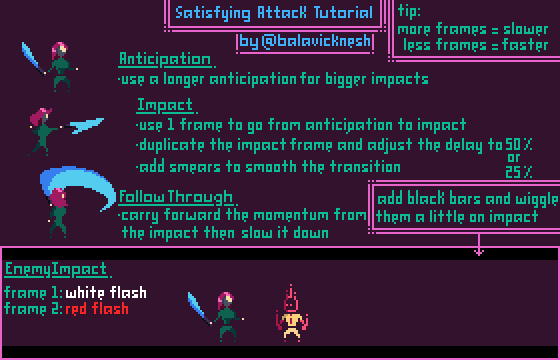 Satisfying Attack Tutorial
by @balavicknesh
tip:
more frames = slower
less frames = faster
Anticipation
·use a longer anticipation for bigger impacts
Impact
·use 1 frame to go from anticipation to impact
·duplicate the impact frame and adjust the delay to 50%
or
25%
·add smears to smooth the transition
Follow Through
·carry forward the momentum from
the impact then slow it down
add black bars and wiggle
them a little on impact
Enemy Impact
frame 1: white flash
frame 2: red flash